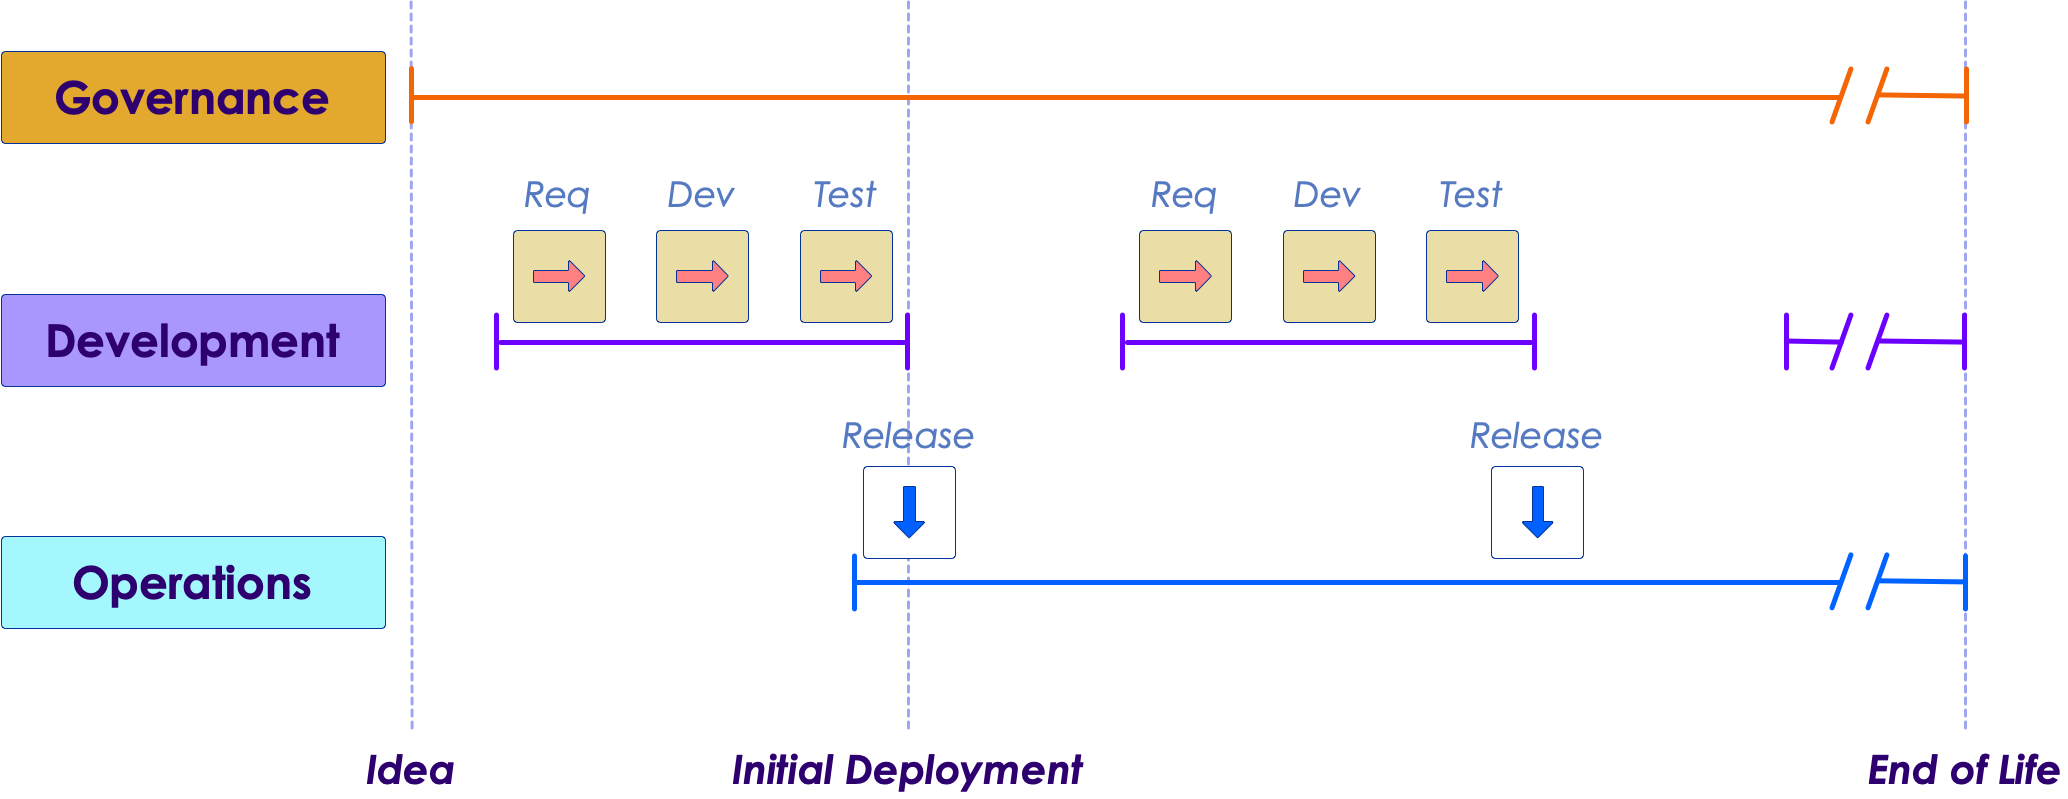 Governance
Req Dev Test Req Dev Test
Development
Release Release
Operations
Idea Initial Deployment End of Life